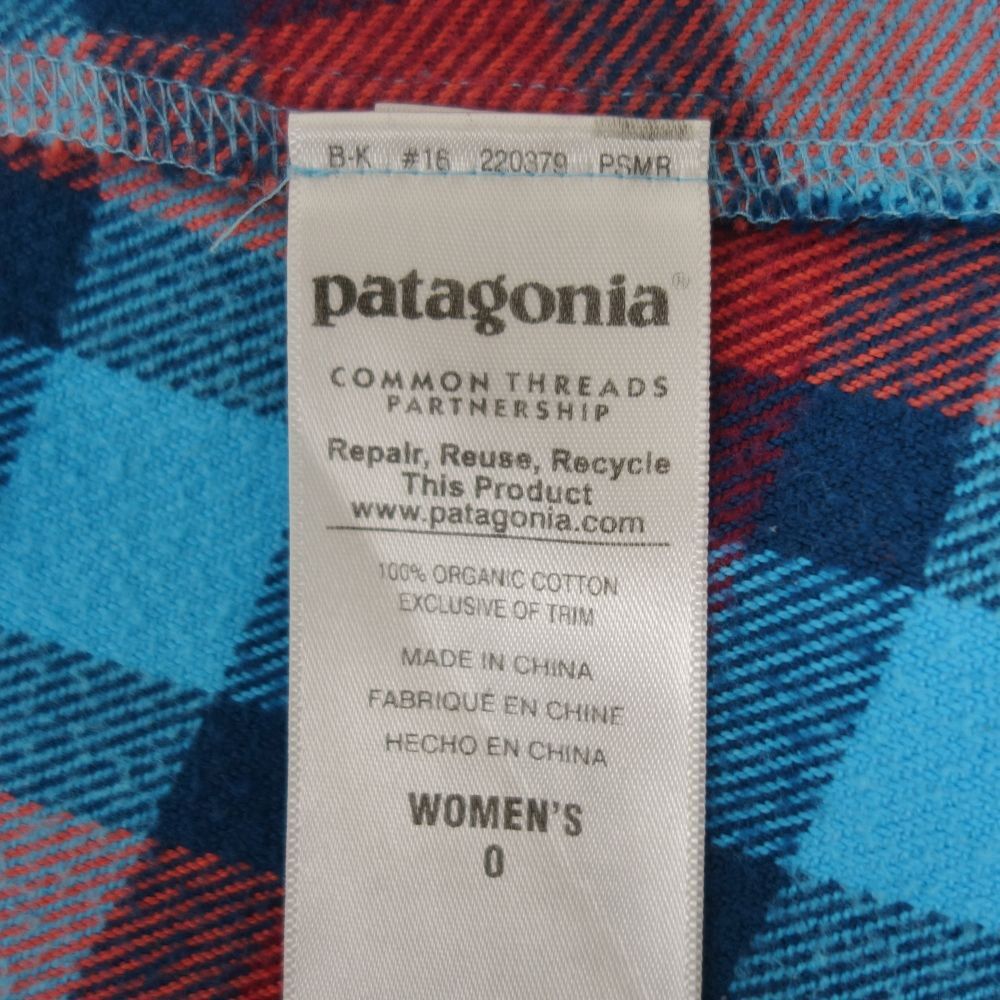 B-K #16 220379 PSMR
patagonia®
COMMON THREADS
PARTNERSHIP
Repair, Reuse, Recycle
This Product
www.patagonia.com
100% ORGANIC COTTON
EXCLUSIVE OF TRIM
MADE IN CHINA
FABRIQUÉ EN CHINE
HECHO EN CHINA
WOMEN'S
0